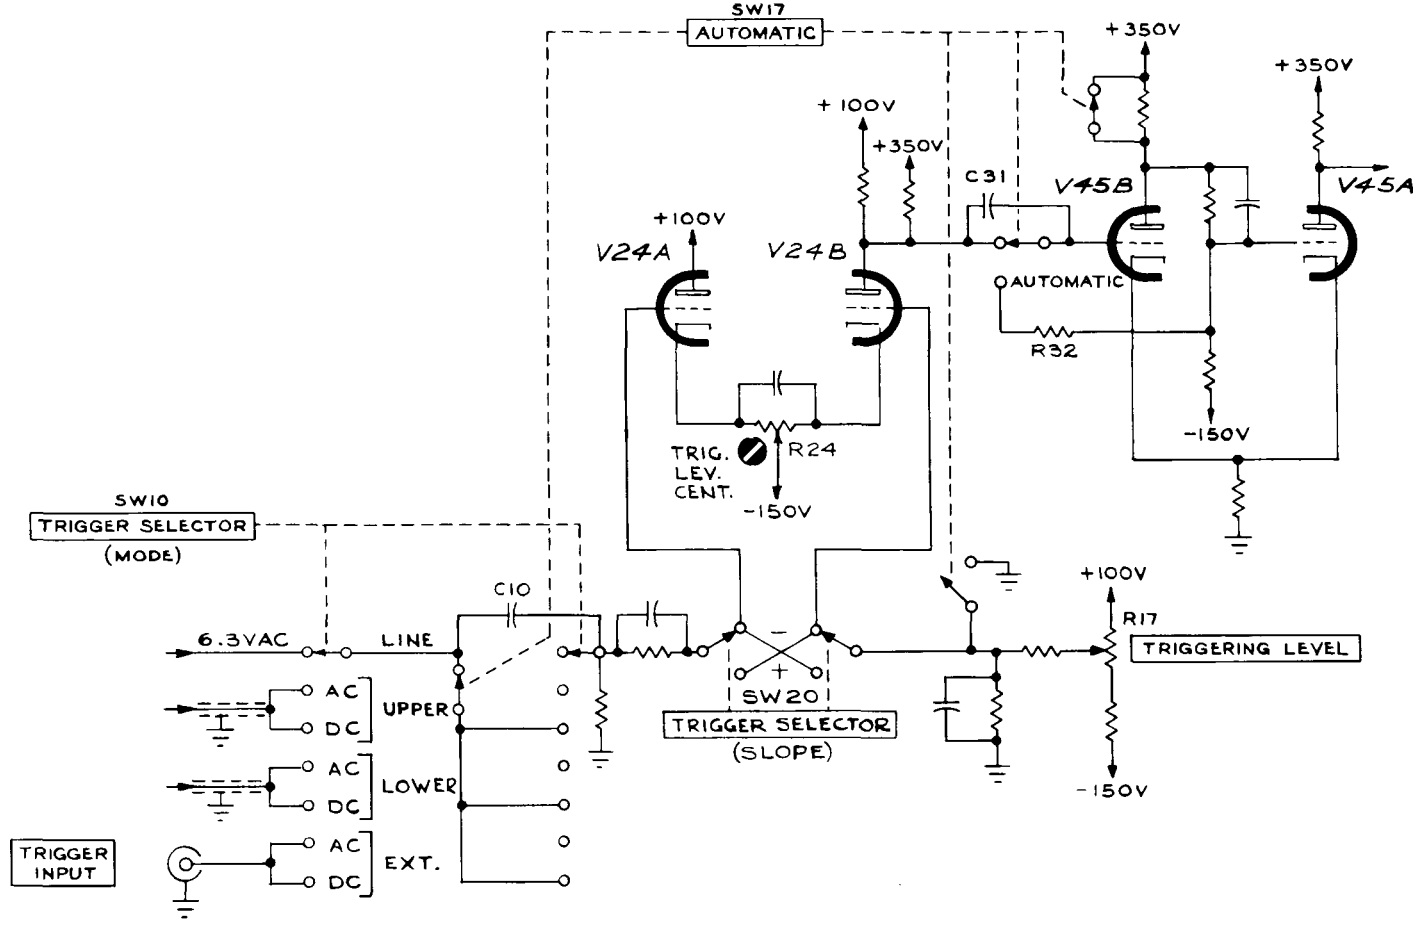 SW17
AUTOMATIC
+350V
+350V
+100V
+350V
C31
V45B
V45A
+100V
V24A
V24B
AUTOMATIC
R32
-150V
TRIG.
LEV.
CENT.
R24
-150V
SW10
TRIGGER SELECTOR
(MODE)
C10
+100V
R17
6.3VAC
LINE
TRIGGERING LEVEL
−
+
AC
UPPER
DC
SW20
TRIGGER SELECTOR
(SLOPE)
AC
LOWER
DC
-150V
TRIGGER
INPUT
AC
EXT.
DC